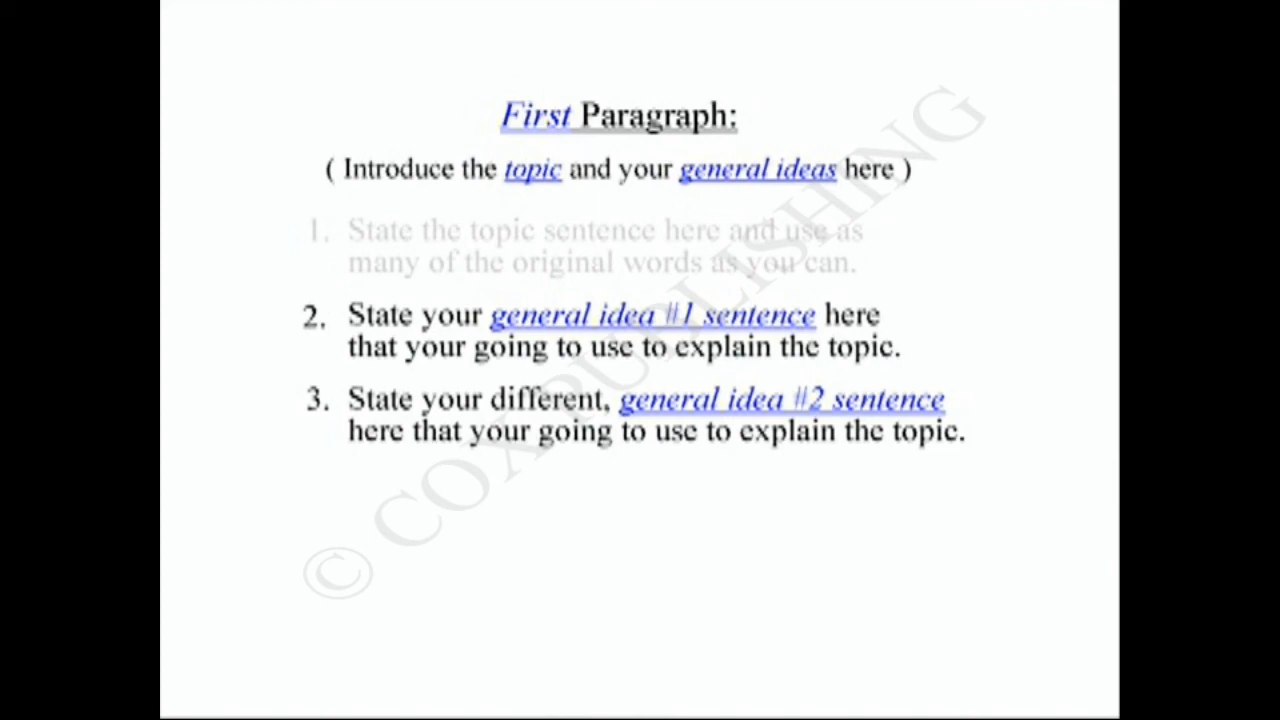 First Paragraph:
( Introduce the topic and your general ideas here )
1. State the topic sentence here and use as
many of the original words as you can.
2. State your general idea #1 sentence here
that your going to use to explain the topic.
3. State your different, general idea #2 sentence
here that your going to use to explain the topic.
© COX PUBLISHING